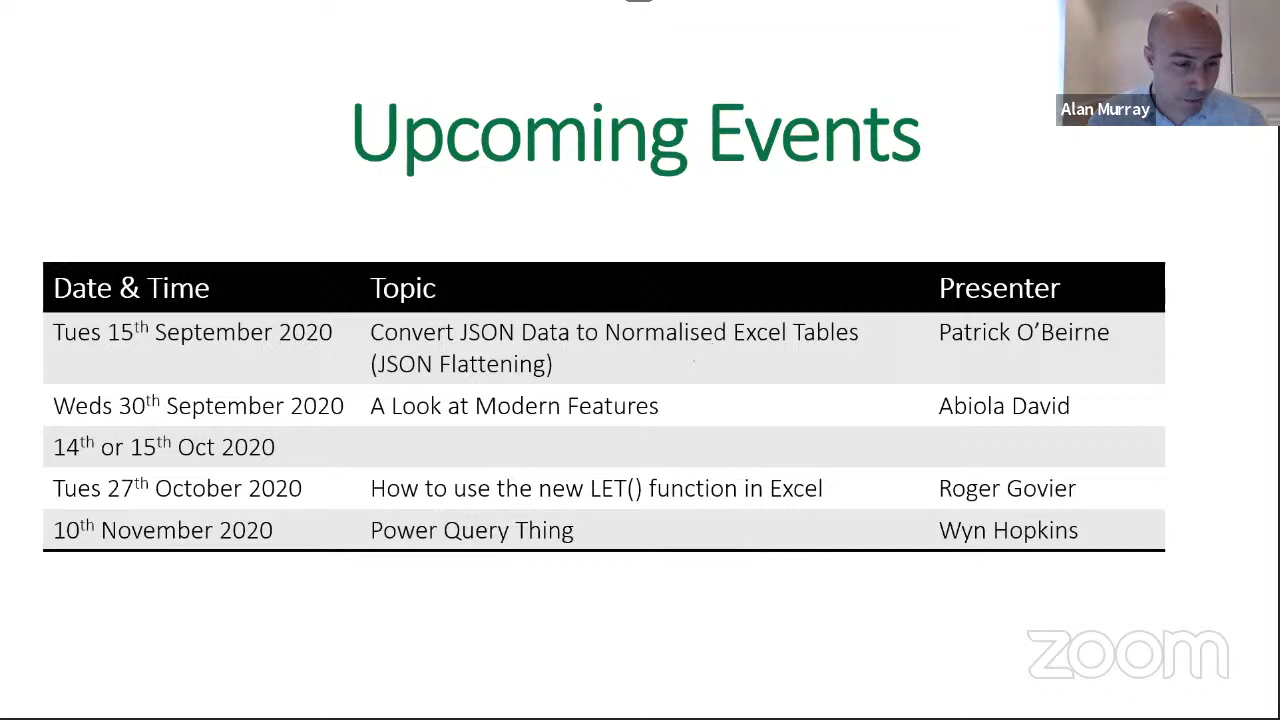 Alan Murray
Upcoming Events
Date & Time Topic Presenter
Tues 15th September 2020 Convert JSON Data to Normalised Excel Tables Patrick O’Beirne
(JSON Flattening)
Weds 30th September 2020 A Look at Modern Features Abiola David
14th or 15th Oct 2020
Tues 27th October 2020 How to use the new LET() function in Excel Roger Govier
10th November 2020 Power Query Thing Wyn Hopkins
zoom